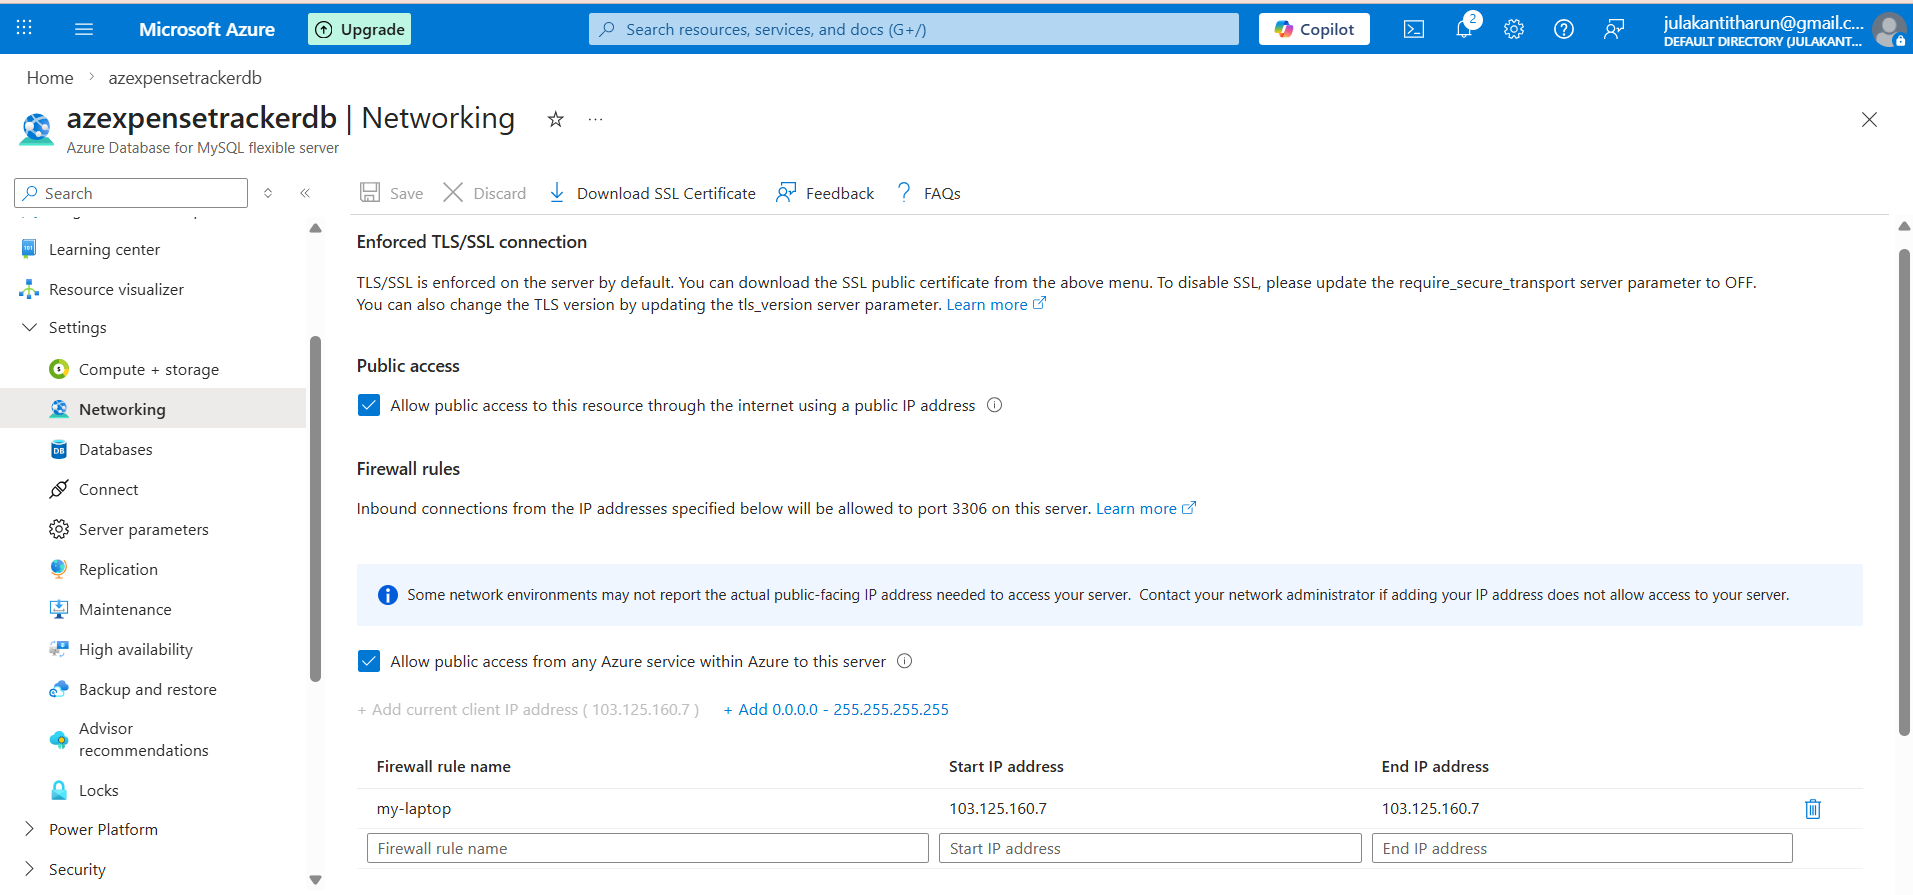 Microsoft Azure
Upgrade
Search resources, services, and docs (G+/)
Copilot
2
julakantitharun@gmail.c...
DEFAULT DIRECTORY (JULAKANT...
Home > azexpensetrackerdb
azexpensetrackerdb | Networking
Azure Database for MySQL flexible server
Search
Save
Discard
Download SSL Certificate
Feedback
FAQs
Learning center
Resource visualizer
Settings
Compute + storage
Networking
Databases
Connect
Server parameters
Replication
Maintenance
High availability
Backup and restore
Advisor
recommendations
Locks
Power Platform
Security
Enforced TLS/SSL connection
TLS/SSL is enforced on the server by default. You can download the SSL public certificate from the above menu. To disable SSL, please update the require_secure_transport server parameter to OFF.
You can also change the TLS version by updating the tls_version server parameter. Learn more
Public access
Allow public access to this resource through the internet using a public IP address
Firewall rules
Inbound connections from the IP addresses specified below will be allowed to port 3306 on this server. Learn more
Some network environments may not report the actual public-facing IP address needed to access your server. Contact your network administrator if adding your IP address does not allow access to your server.
Allow public access from any Azure service within Azure to this server
+ Add current client IP address ( 103.125.160.7 )
+ Add 0.0.0.0 - 255.255.255.255
Firewall rule name
Start IP address
End IP address
my-laptop
103.125.160.7
103.125.160.7
Firewall rule name
Start IP address
End IP address